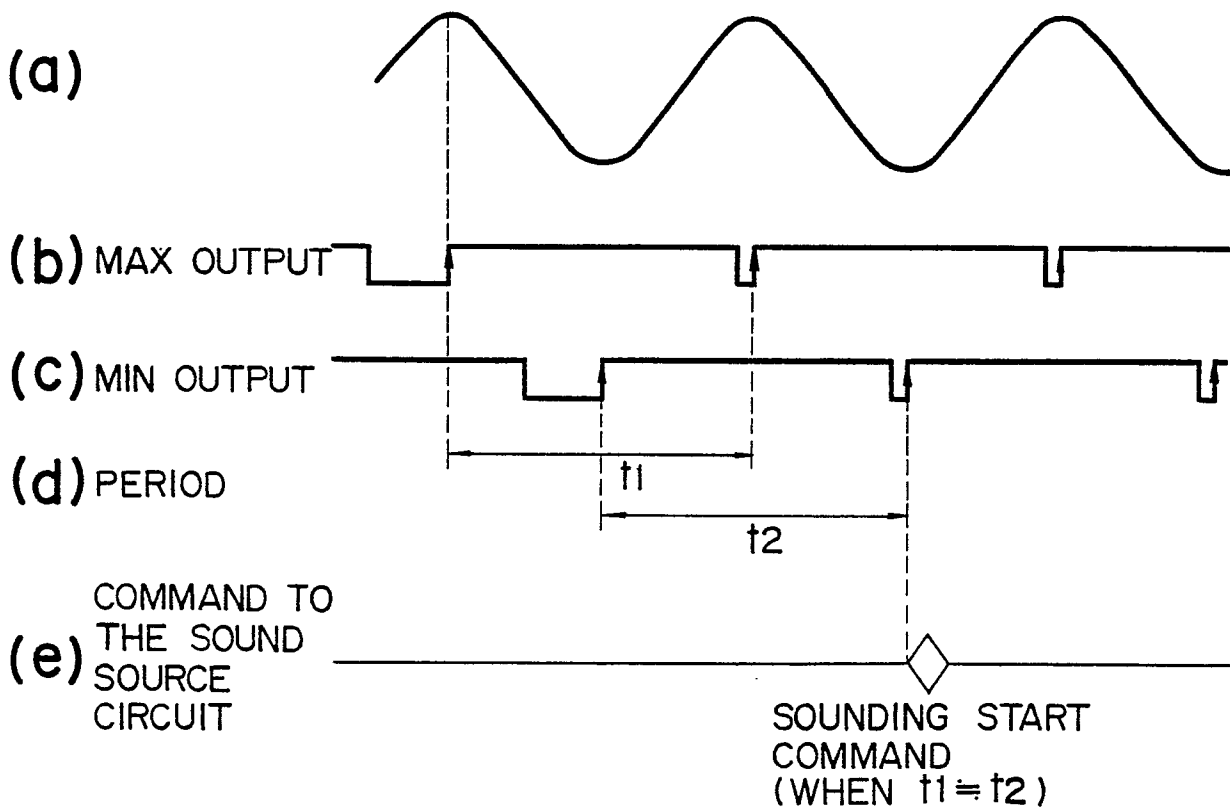 (a)
(b) MAX OUTPUT
(c) MIN OUTPUT
t1
(d) PERIOD
t2
COMMAND TO
(e) THE SOUND
SOURCE
CIRCUIT
SOUNDING START
COMMAND
(WHEN t1≒t2)